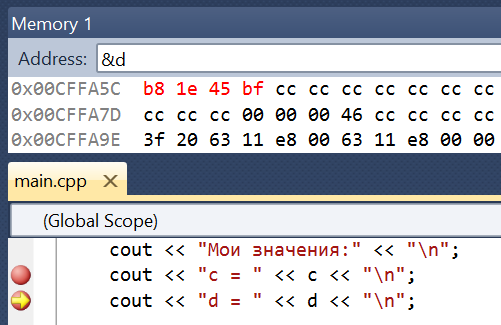 Memory 1
Address: &d
0x00CFFA5C b8 1e 45 bf cc cc cc cc cc cc cc
0x00CFFA7D cc cc cc 00 00 00 46 cc cc cc cc
0x00CFFA9E 3f 20 63 11 e8 00 63 11 e8 00 00
main.cpp
(Global Scope)
cout << "Мои значения:" << "\n";
cout << "c = " << c << "\n";
cout << "d = " << d << "\n";